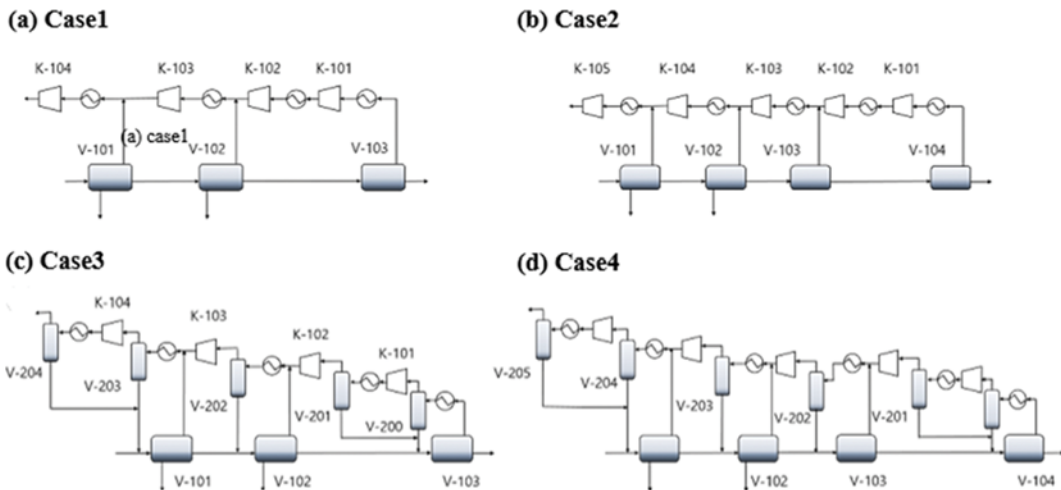 (a) Case1
(b) Case2
K-104
K-103
K-102
K-101
(a) case1
V-101
V-102
V-103
K-105
K-104
K-103
K-102
K-101
V-101
V-102
V-103
V-104
(c) Case3
(d) Case4
K-104
K-103
K-102
K-101
V-204
V-203
V-202
V-201
V-200
V-101
V-102
V-103
V-205
V-204
V-203
V-202
V-201
V-102
V-103
V-104